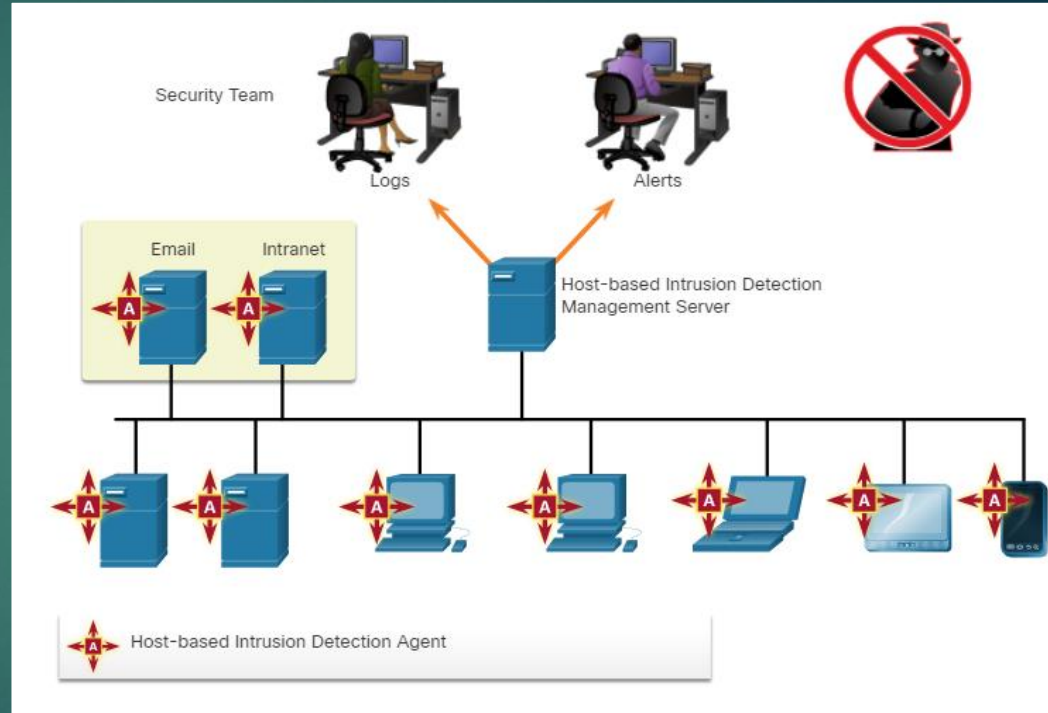 Security Team
Logs
Alerts
Email
Intranet
Host-based Intrusion Detection
Management Server
A
A
A
A
A
A
A
A
A
A
Host-based Intrusion Detection Agent